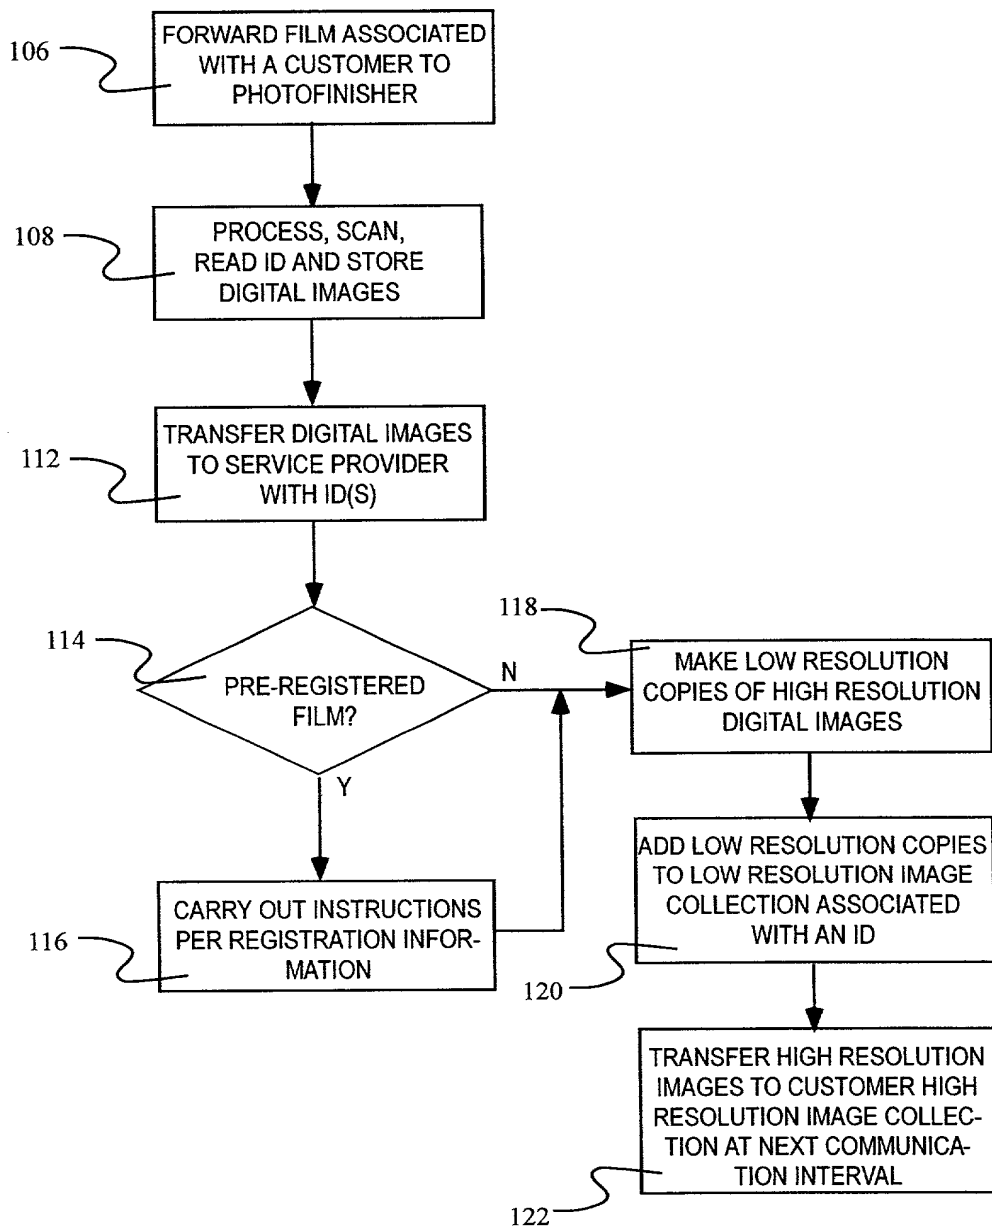 106
FORWARD FILM ASSOCIATED
WITH A CUSTOMER TO
PHOTOFINISHER
108
PROCESS, SCAN,
READ ID AND STORE
DIGITAL IMAGES
112
TRANSFER DIGITAL IMAGES
TO SERVICE PROVIDER
WITH ID(S)
114
PRE-REGISTERED
FILM?
N
Y
116
CARRY OUT INSTRUCTIONS
PER REGISTRATION INFOR-
MATION
118
MAKE LOW RESOLUTION
COPIES OF HIGH RESOLUTION
DIGITAL IMAGES
ADD LOW RESOLUTION COPIES
TO LOW RESOLUTION IMAGE
COLLECTION ASSOCIATED
WITH AN ID
120
TRANSFER HIGH RESOLUTION
IMAGES TO CUSTOMER HIGH
RESOLUTION IMAGE COLLEC-
TION AT NEXT COMMUNICA-
TION INTERVAL
122